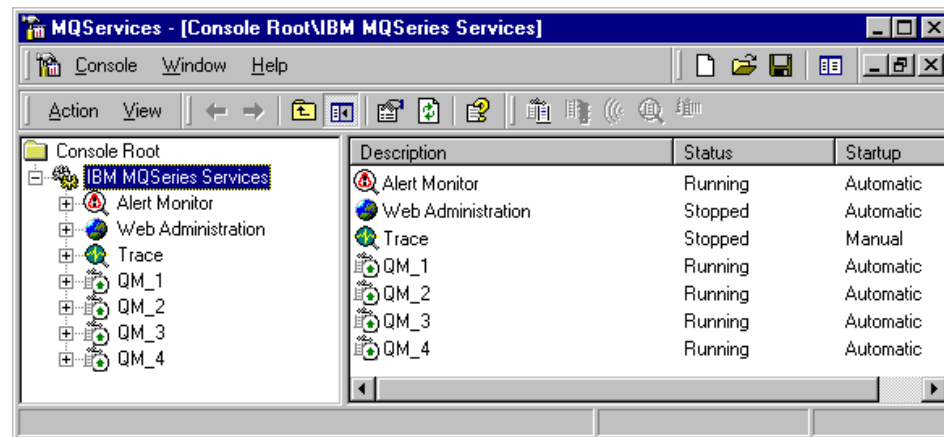 MQServices - [Console Root\IBM MQSeries Services]
Console Window Help
Action View
Console Root
IBM MQSeries Services
Alert Monitor
Web Administration
Trace
QM_1
QM_2
QM_3
QM_4
Description Status Startup
Alert Monitor Running Automatic
Web Administration Stopped Automatic
Trace Stopped Manual
QM_1 Running Automatic
QM_2 Running Automatic
QM_3 Running Automatic
QM_4 Running Automatic